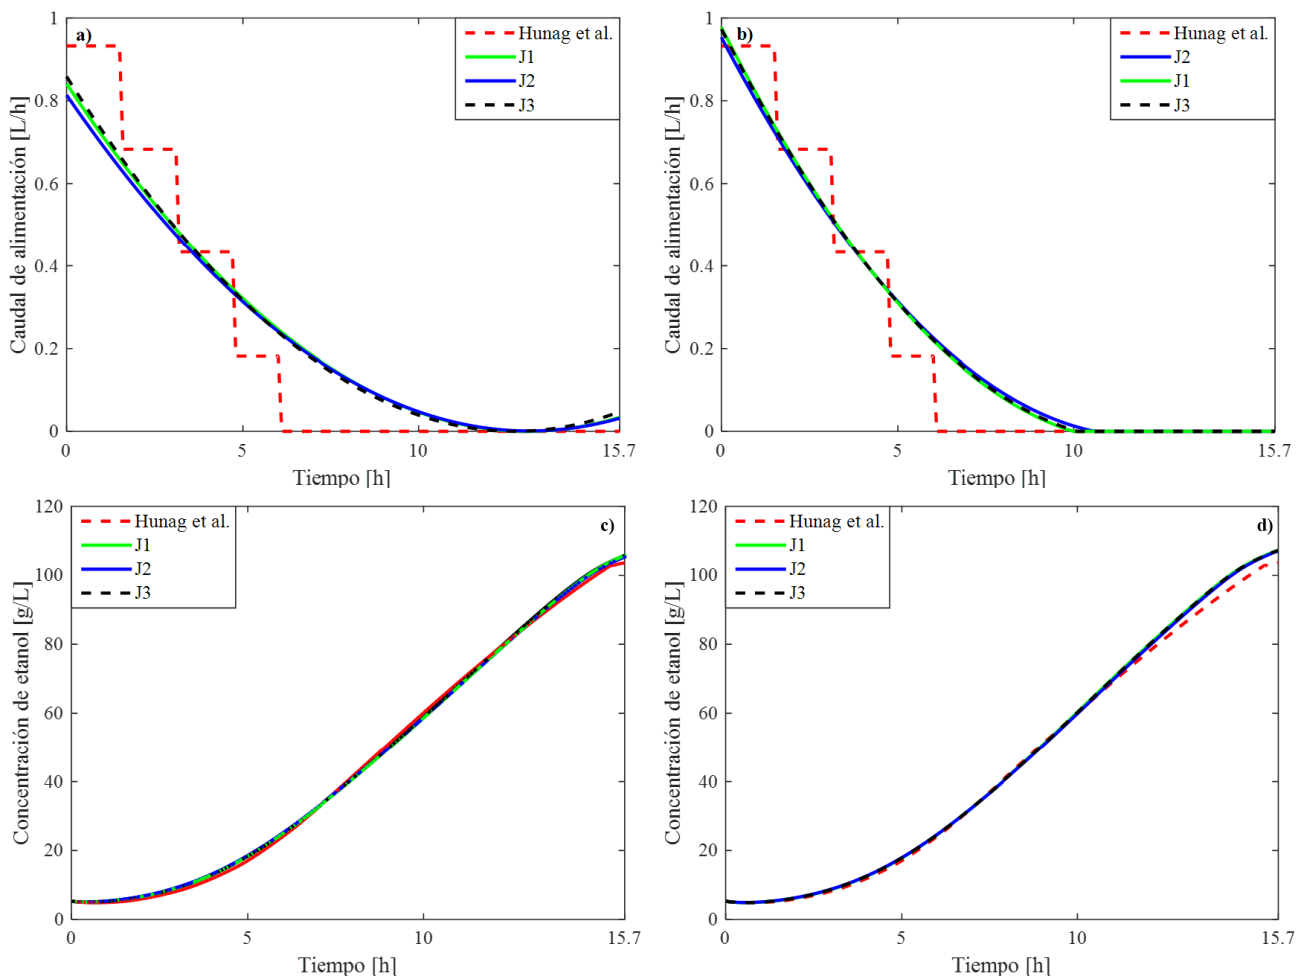 a)
Hunag et al.
J1
J2
J3
1
0.8
0.6
0.4
0.2
0
Caudal de alimentación [L/h]
0
5
10
15.7
Tiempo [h]
b)
Hunag et al.
J2
J1
J3
1
0.8
0.6
0.4
0.2
0
Caudal de alimentación [L/h]
0
5
10
15.7
Tiempo [h]
c)
Hunag et al.
J1
J2
J3
120
100
80
60
40
20
0
Concentración de etanol [g/L]
0
5
10
15.7
Tiempo [h]
d)
Hunag et al.
J1
J2
J3
120
100
80
60
40
20
0
Concentración de etanol [g/L]
0
5
10
15.7
Tiempo [h]